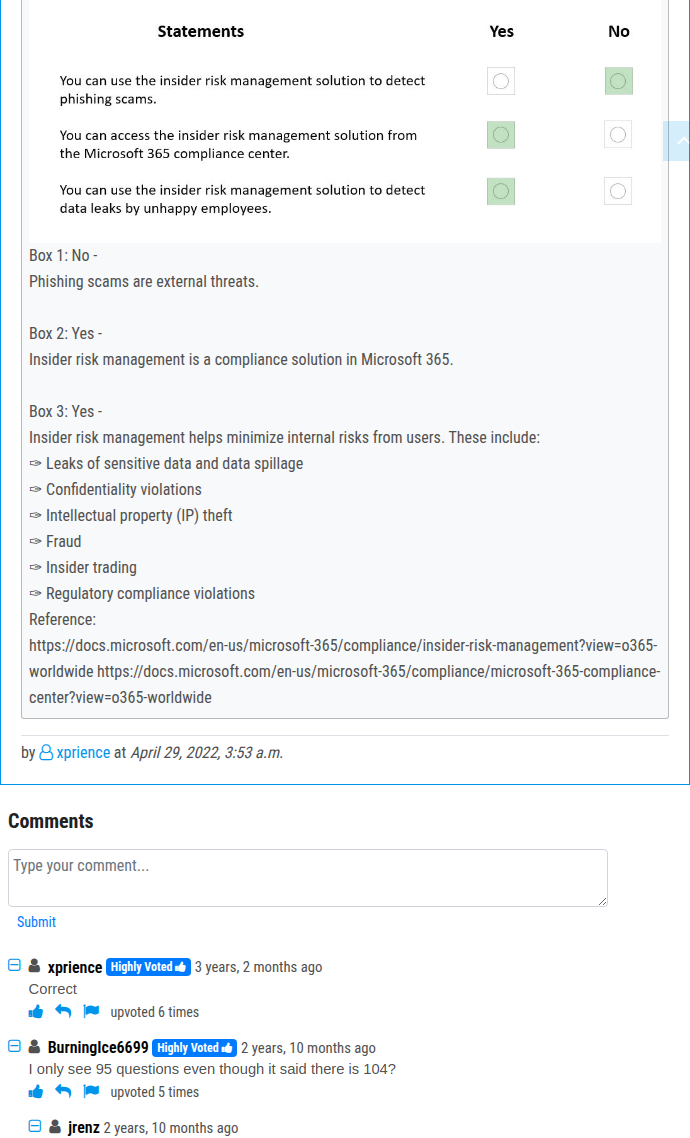 Statements Yes No
You can use the insider risk management solution to detect
phishing scams.
You can access the insider risk management solution from
the Microsoft 365 compliance center.
You can use the insider risk management solution to detect
data leaks by unhappy employees.
Box 1: No -
Phishing scams are external threats.
Box 2: Yes -
Insider risk management is a compliance solution in Microsoft 365.
Box 3: Yes -
Insider risk management helps minimize internal risks from users. These include:
✑ Leaks of sensitive data and data spillage
✑ Confidentiality violations
✑ Intellectual property (IP) theft
✑ Fraud
✑ Insider trading
✑ Regulatory compliance violations
Reference:
https://docs.microsoft.com/en-us/microsoft-365/compliance/insider-risk-management?view=o365-
worldwide https://docs.microsoft.com/en-us/microsoft-365/compliance/microsoft-365-compliance-
center?view=o365-worldwide
by xprience at April 29, 2022, 3:53 a.m.
Comments
Type your comment...
Submit
xprience Highly Voted 3 years, 2 months ago
Correct
upvoted 6 times
BurningIce6699 Highly Voted 2 years, 10 months ago
I only see 95 questions even though it said there is 104?
upvoted 5 times
jrenz 2 years, 10 months ago